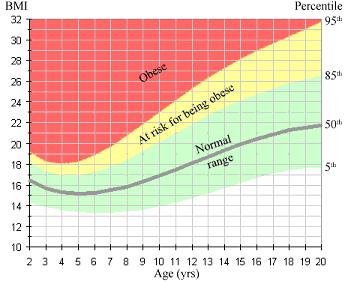 BMI
Percentile
32
30
28
26
24
22
20
18
16
14
12
10
95th
85th
50th
5th
Obese
At risk for being obese
Normal
range
2 3 4 5 6 7 8 9 10 11 12 13 14 15 16 17 18 19 20
Age (yrs)